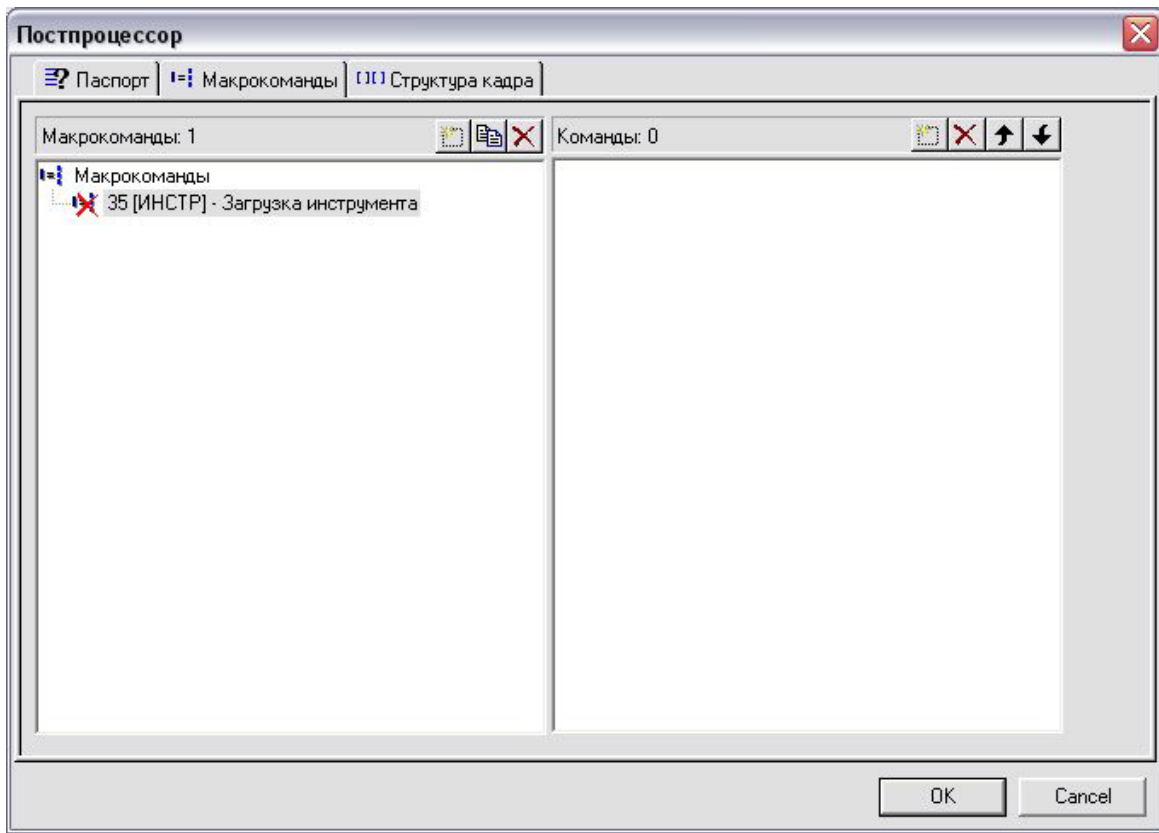 Постпроцессор
Паспорт Макрокоманды Структура кадра
Макрокоманды: 1
Команды: 0
Макрокоманды
35 [ИНСТР] - Загрузка инструмента
OK Cancel